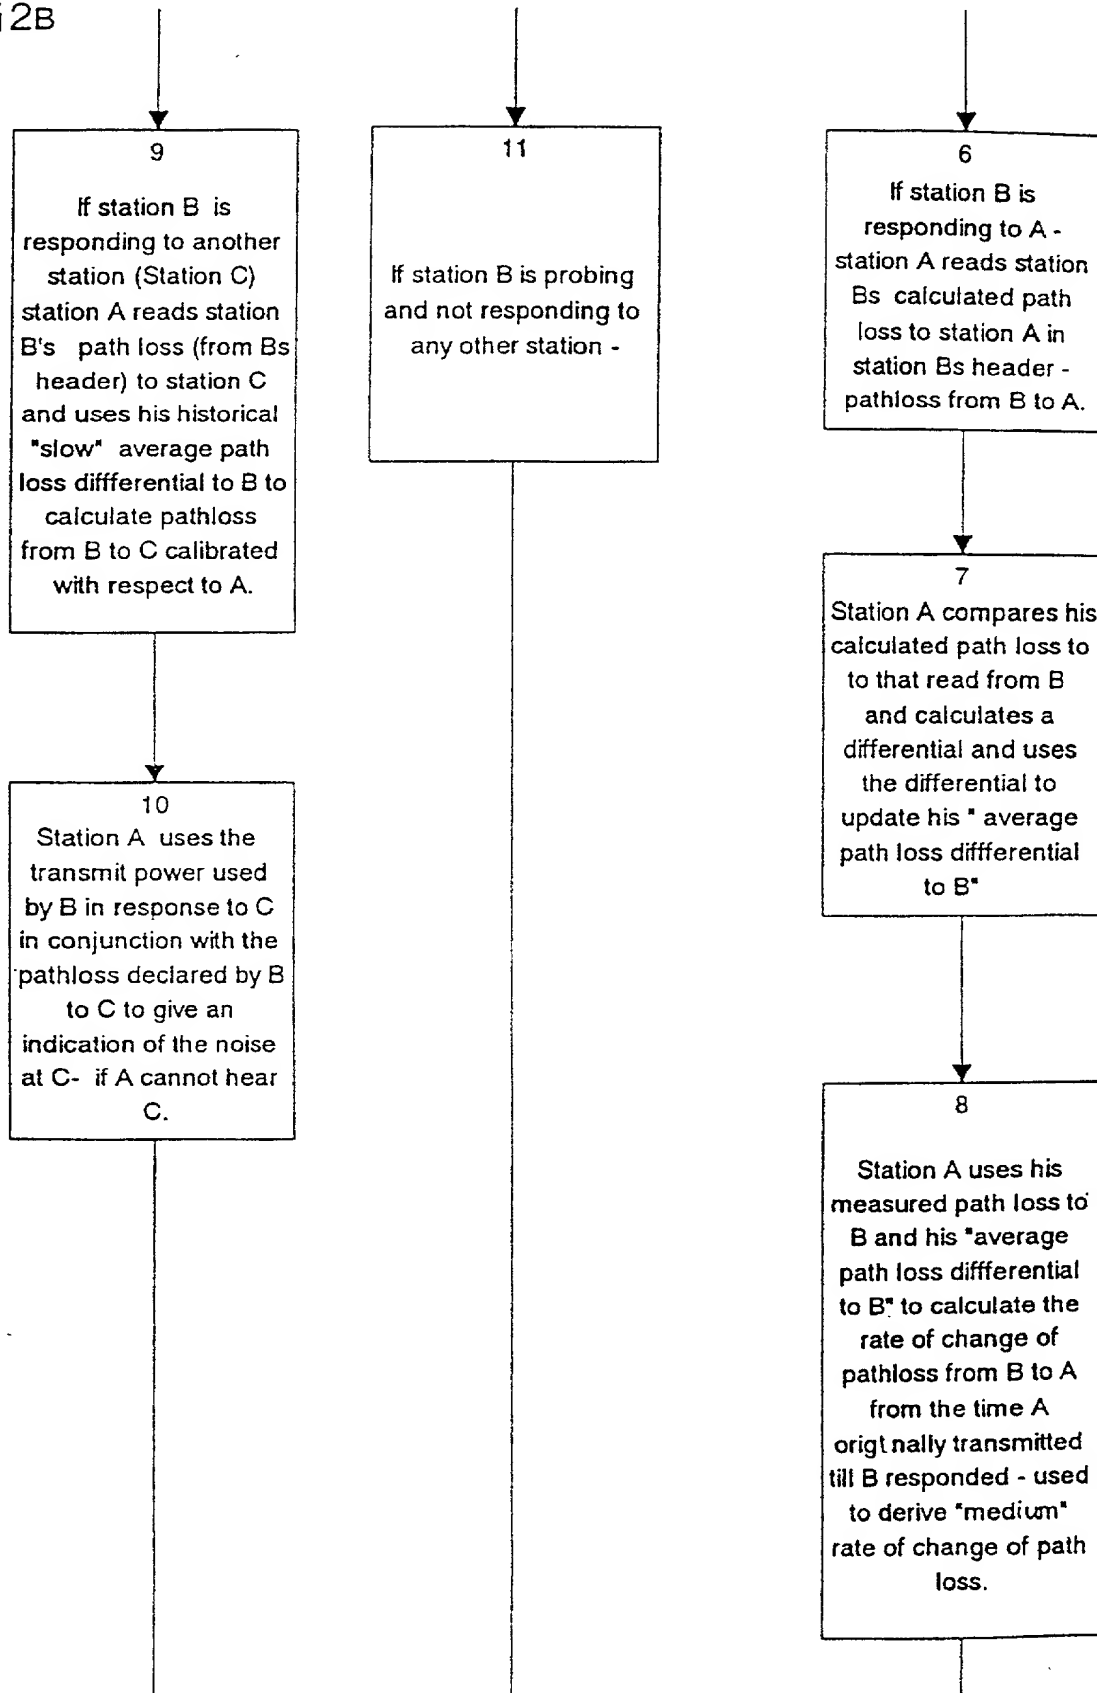 2B
9
If station B is
responding to another
station (Station C)
station A reads station
B's path loss (from Bs
header) to station C
and uses his historical
"slow" average path
loss diffferential to B to
calculate pathloss
from B to C calibrated
with respect to A.
10
Station A uses the
transmit power used
by B in response to C
in conjunction with the
pathloss declared by B
to C to give an
indication of the noise
at C- if A cannot hear
C.
11
If station B is probing
and not responding to
any other station -
6
If station B is
responding to A -
station A reads station
Bs calculated path
loss to station A in
station Bs header -
pathloss from B to A.
7
Station A compares his
calculated path loss to
to that read from B
and calculates a
differential and uses
the differential to
update his " average
path loss diffferential
to B"
8
Station A uses his
measured path loss to
B and his "average
path loss diffferential
to B" to calculate the
rate of change of
pathloss from B to A
from the time A
origtnally transmitted
till B responded - used
to derive "medium"
rate of change of path
loss.